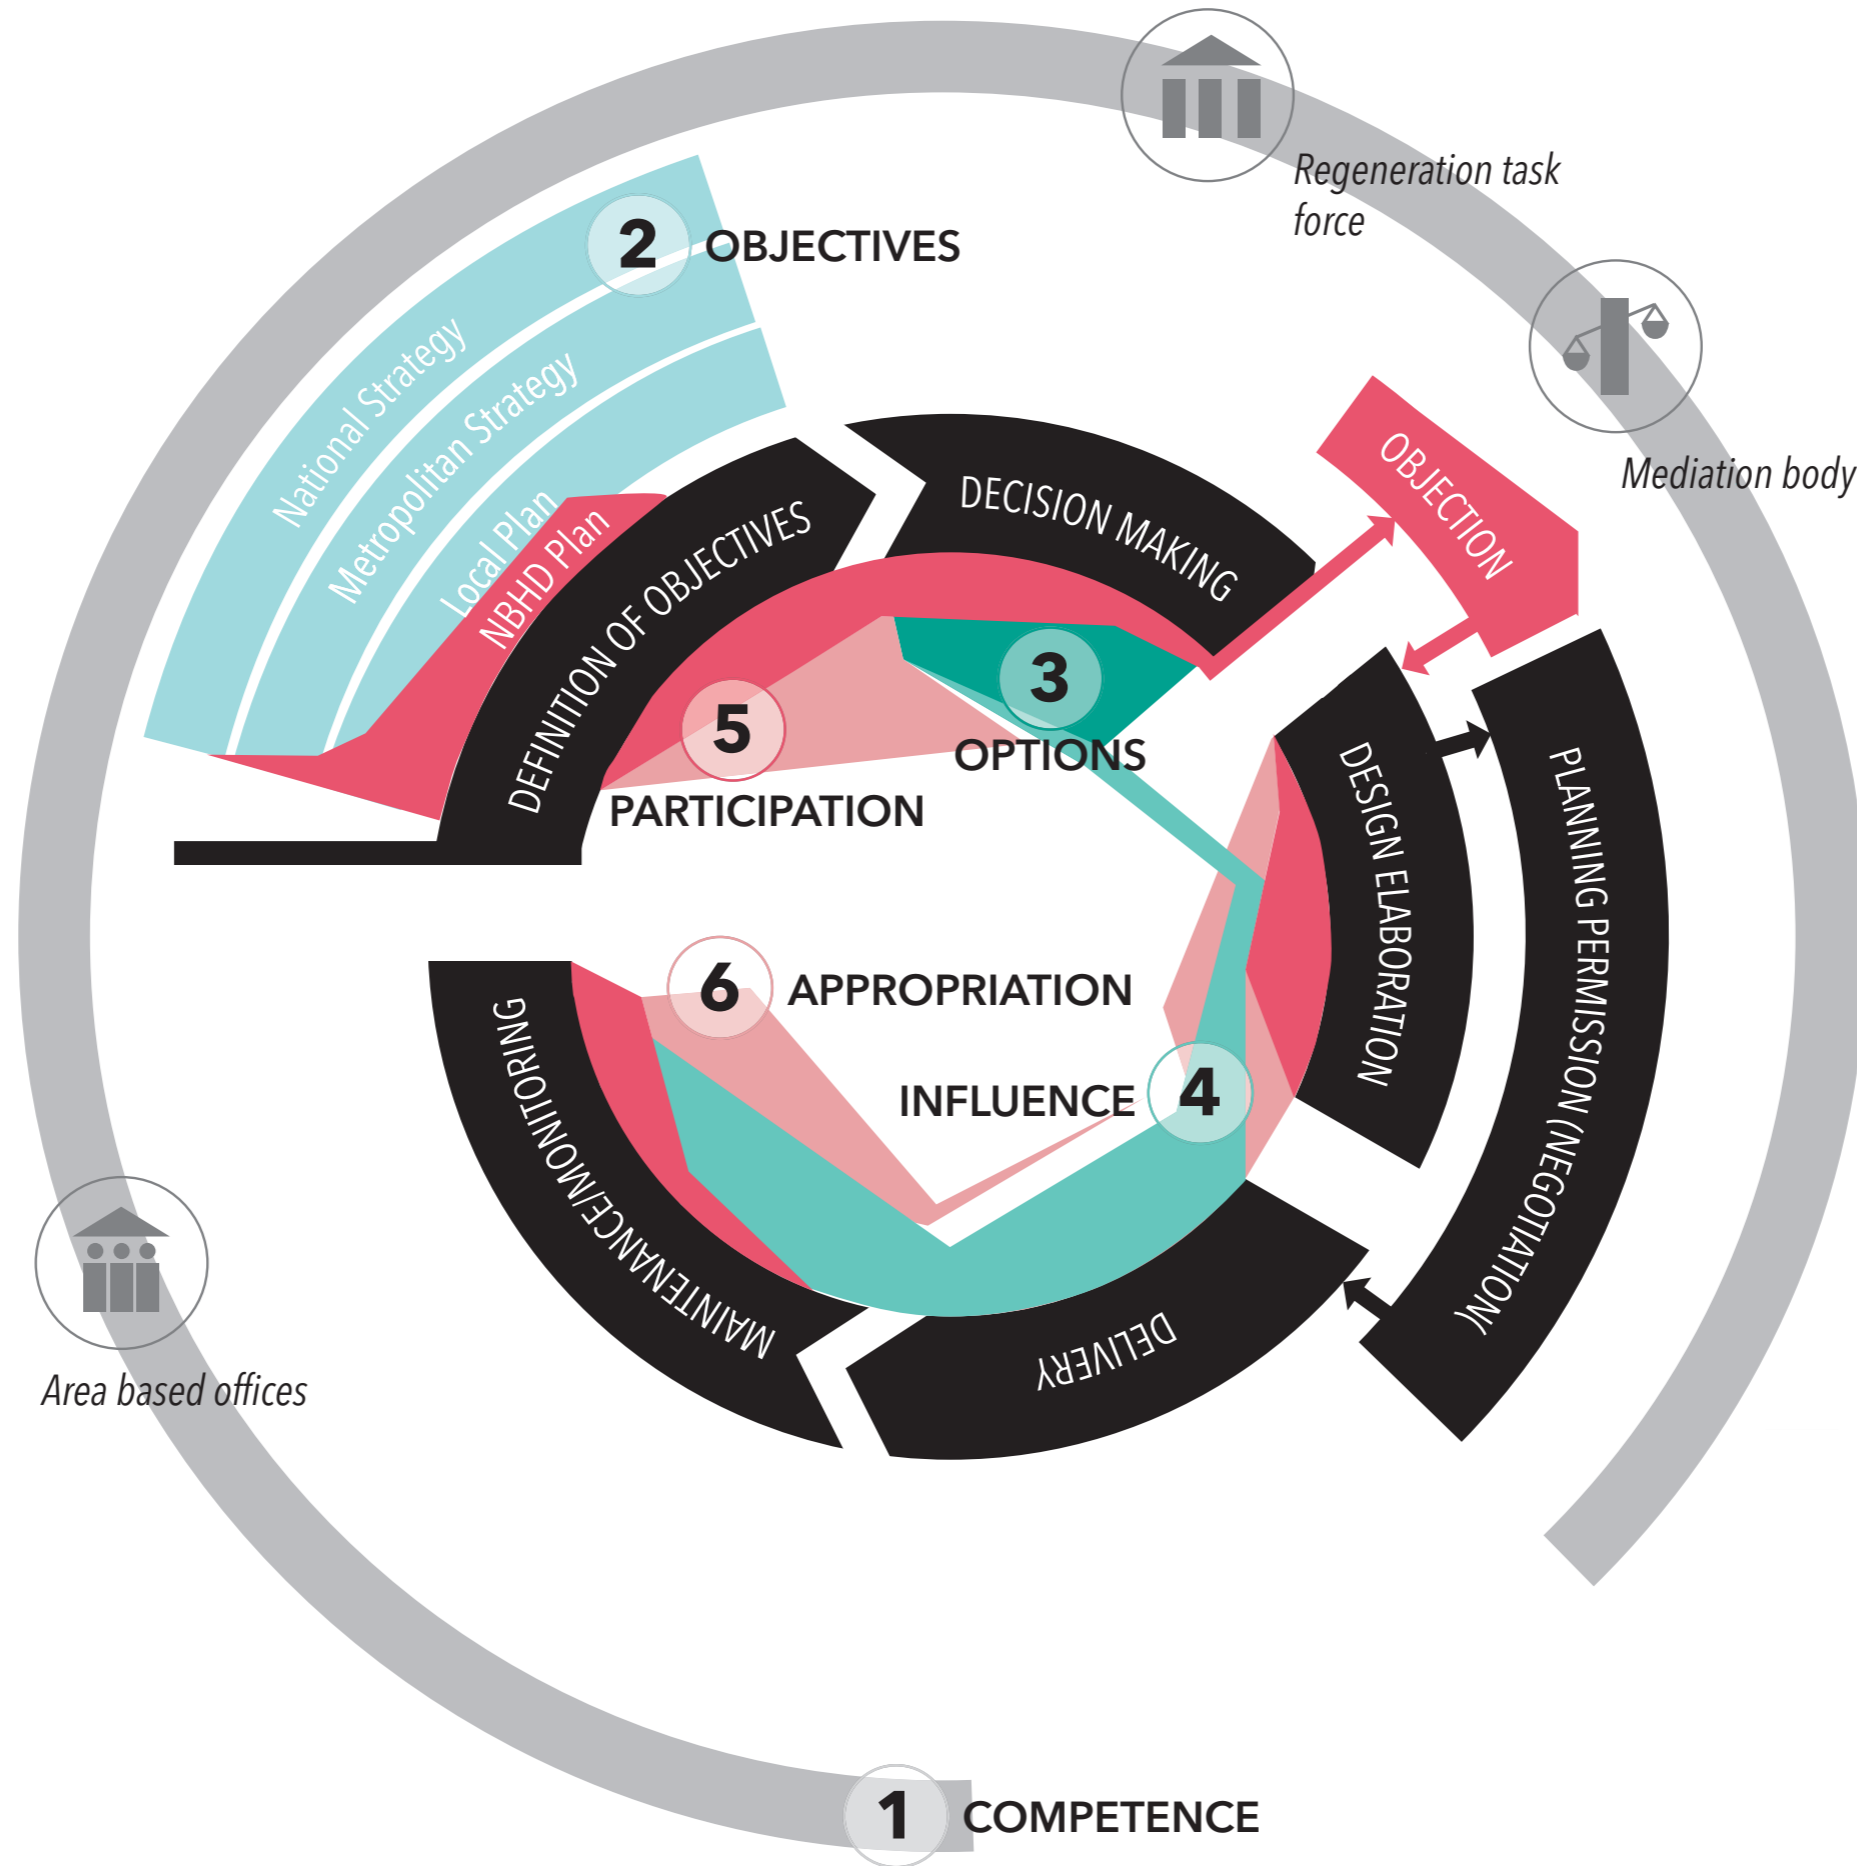 Regeneration task
force
2 OBJECTIVES
National Strategy
Metropolitan Strategy
Local Plan
NBHD Plan
Mediation body
OBJECTION
DEFINITION OF OBJECTIVES
DECISION MAKING
3
OPTIONS
5
PARTICIPATION
DESIGN ELABORATION
PLANNING PERMISSION (NEGOTIATION(
6 APPROPRIATION
INFLUENCE 4
MAINTENANCE/MONITORING
DELIVERY
Area based offices
1 COMPETENCE